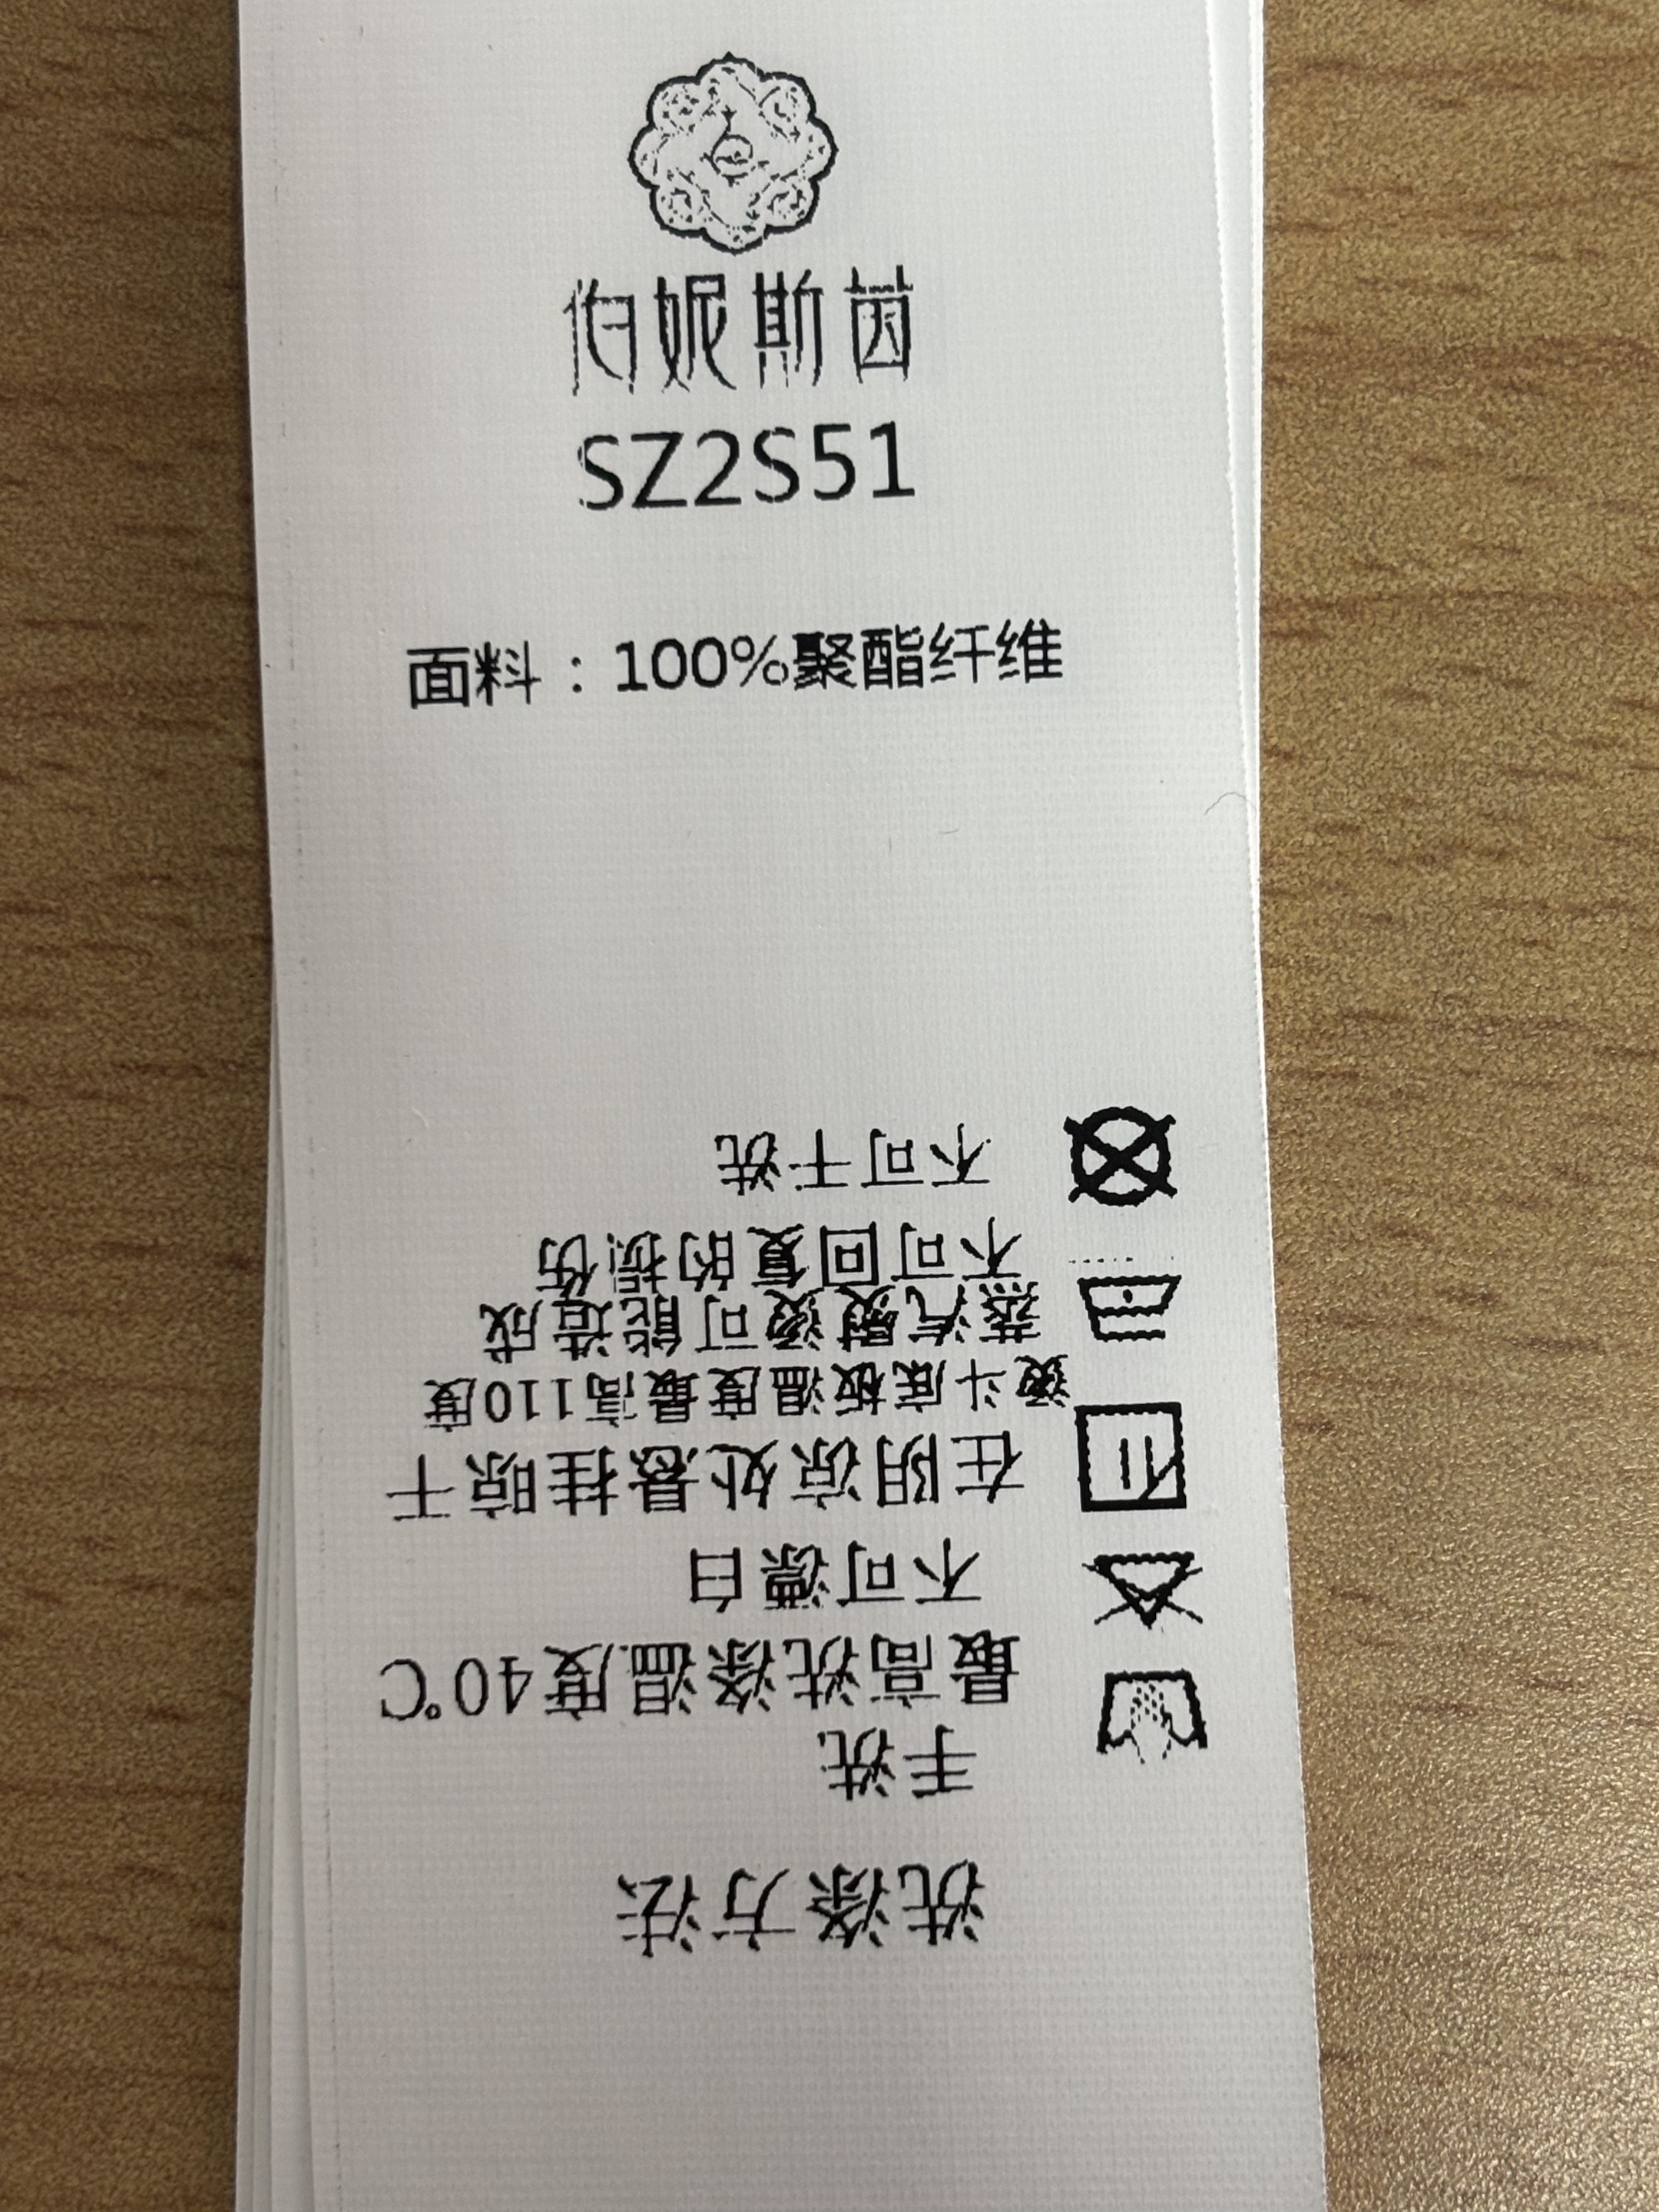 伯妮斯茵
SZ2S51
面料：100%聚酯纤维
洗涤方法
手洗
最高洗涤温度40℃
不可漂白
在阴凉处悬挂晾干
烫斗底板温度最高110度
蒸汽熨烫可能造成
不可回复的损伤
不可干洗